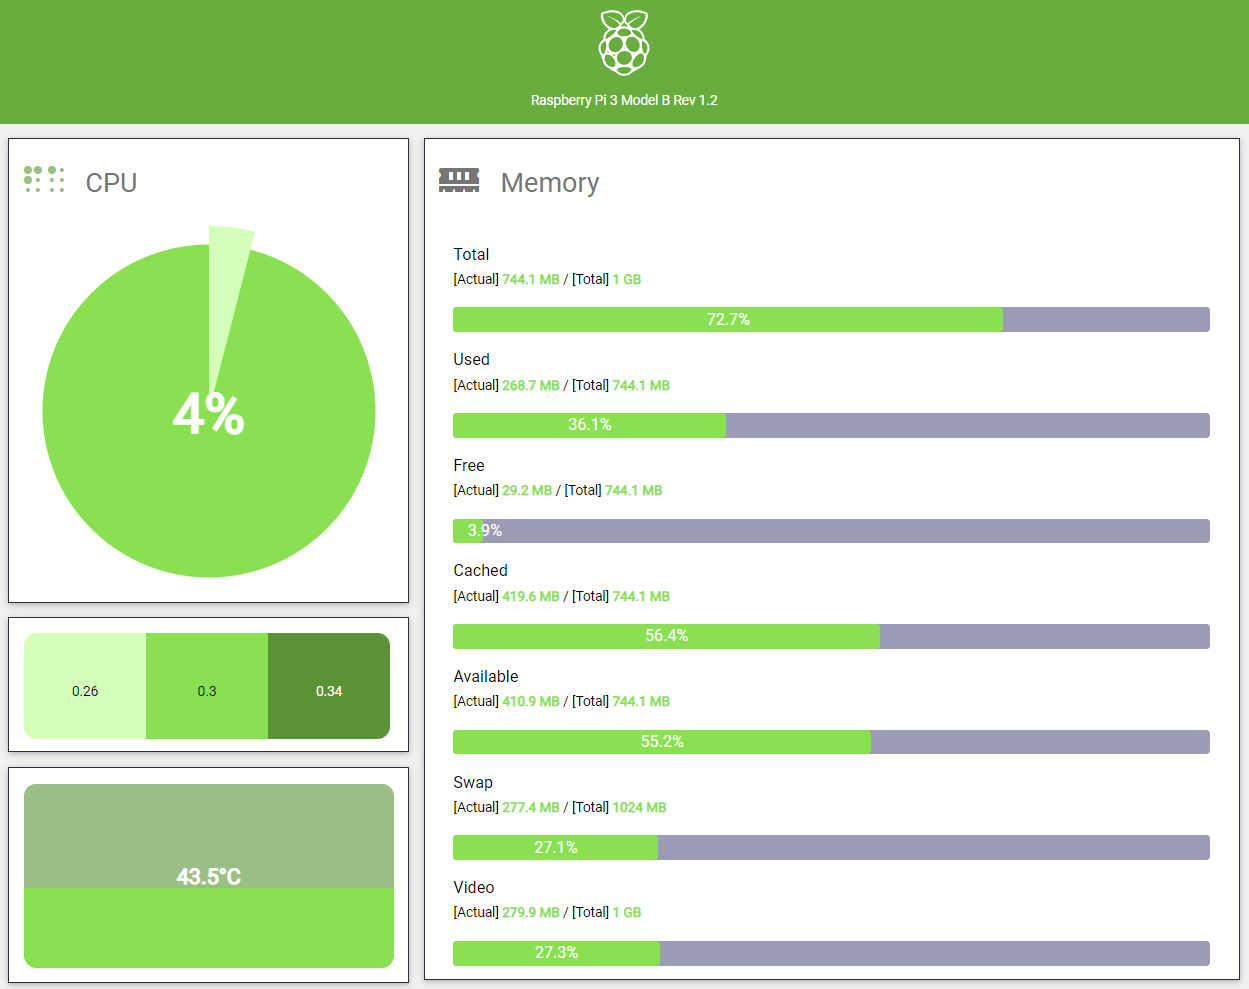 Raspberry Pi 3 Model B Rev 1.2
CPU
4%
0.26 0.3 0.34
43.5°C
Memory
Total
[Actual] 744.1 MB / [Total] 1 GB
72.7%
Used
[Actual] 268.7 MB / [Total] 744.1 MB
36.1%
Free
[Actual] 29.2 MB / [Total] 744.1 MB
3.9%
Cached
[Actual] 419.6 MB / [Total] 744.1 MB
56.4%
Available
[Actual] 410.9 MB / [Total] 744.1 MB
55.2%
Swap
[Actual] 277.4 MB / [Total] 1024 MB
27.1%
Video
[Actual] 279.9 MB / [Total] 1 GB
27.3%